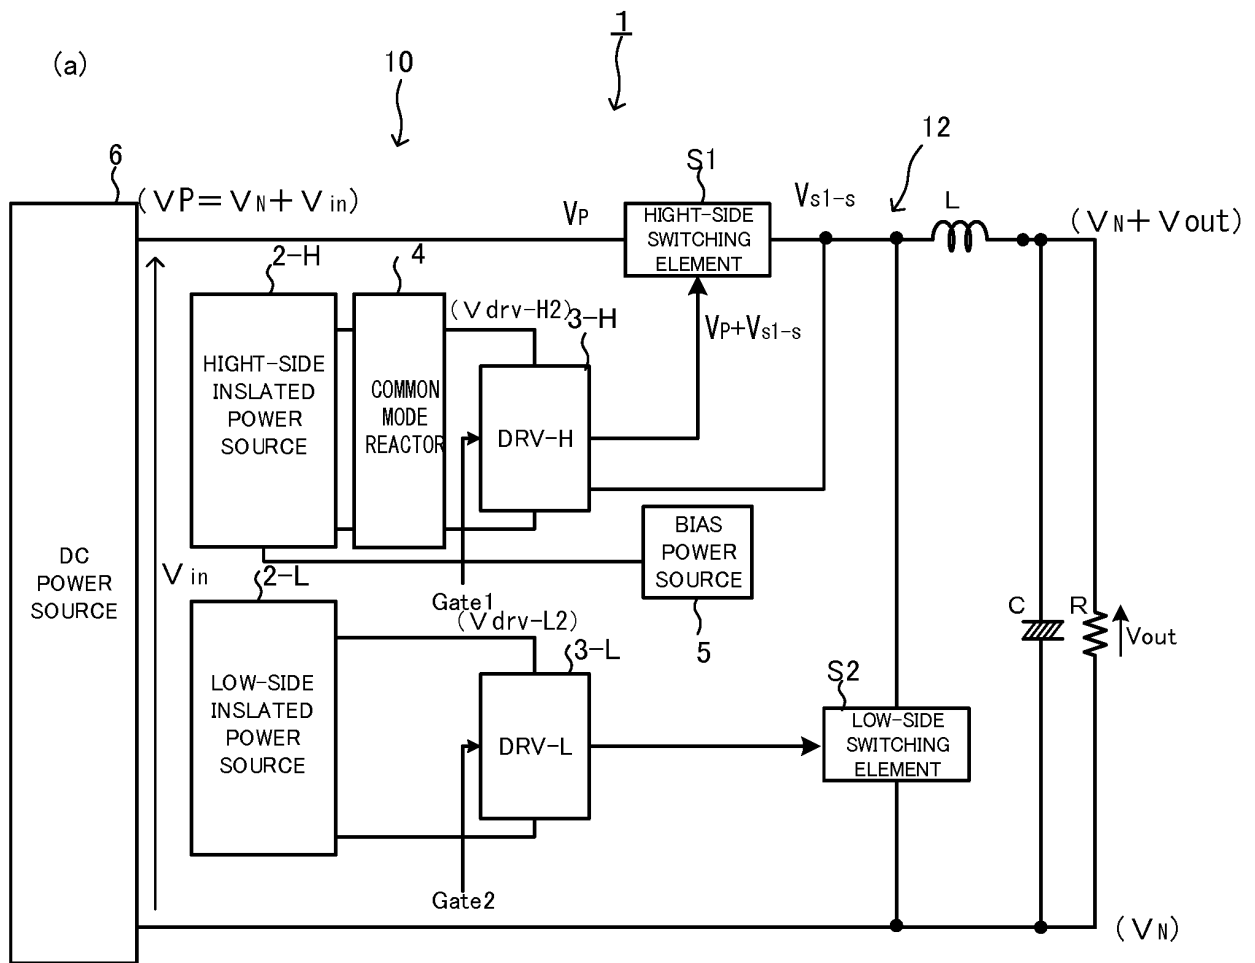 1
(a)
10
12
6
S1
(VP=VN+Vin)
VP
HIGHT-SIDE
SWITCHING
ELEMENT
Vs1-s
L
(VN+Vout)
2-H
4
(Vdrv-H2)
3-H
VP+Vs1-s
HIGHT-SIDE
INSLATED
POWER
SOURCE
COMMON
MODE
REACTOR
DRV-H
BIAS
POWER
SOURCE
5
DC
POWER
SOURCE
Vin
2-L
Gate1
(Vdrv-L2)
3-L
C
R
Vout
LOW-SIDE
INSLATED
POWER
SOURCE
DRV-L
S2
LOW-SIDE
SWITCHING
ELEMENT
Gate2
(VN)